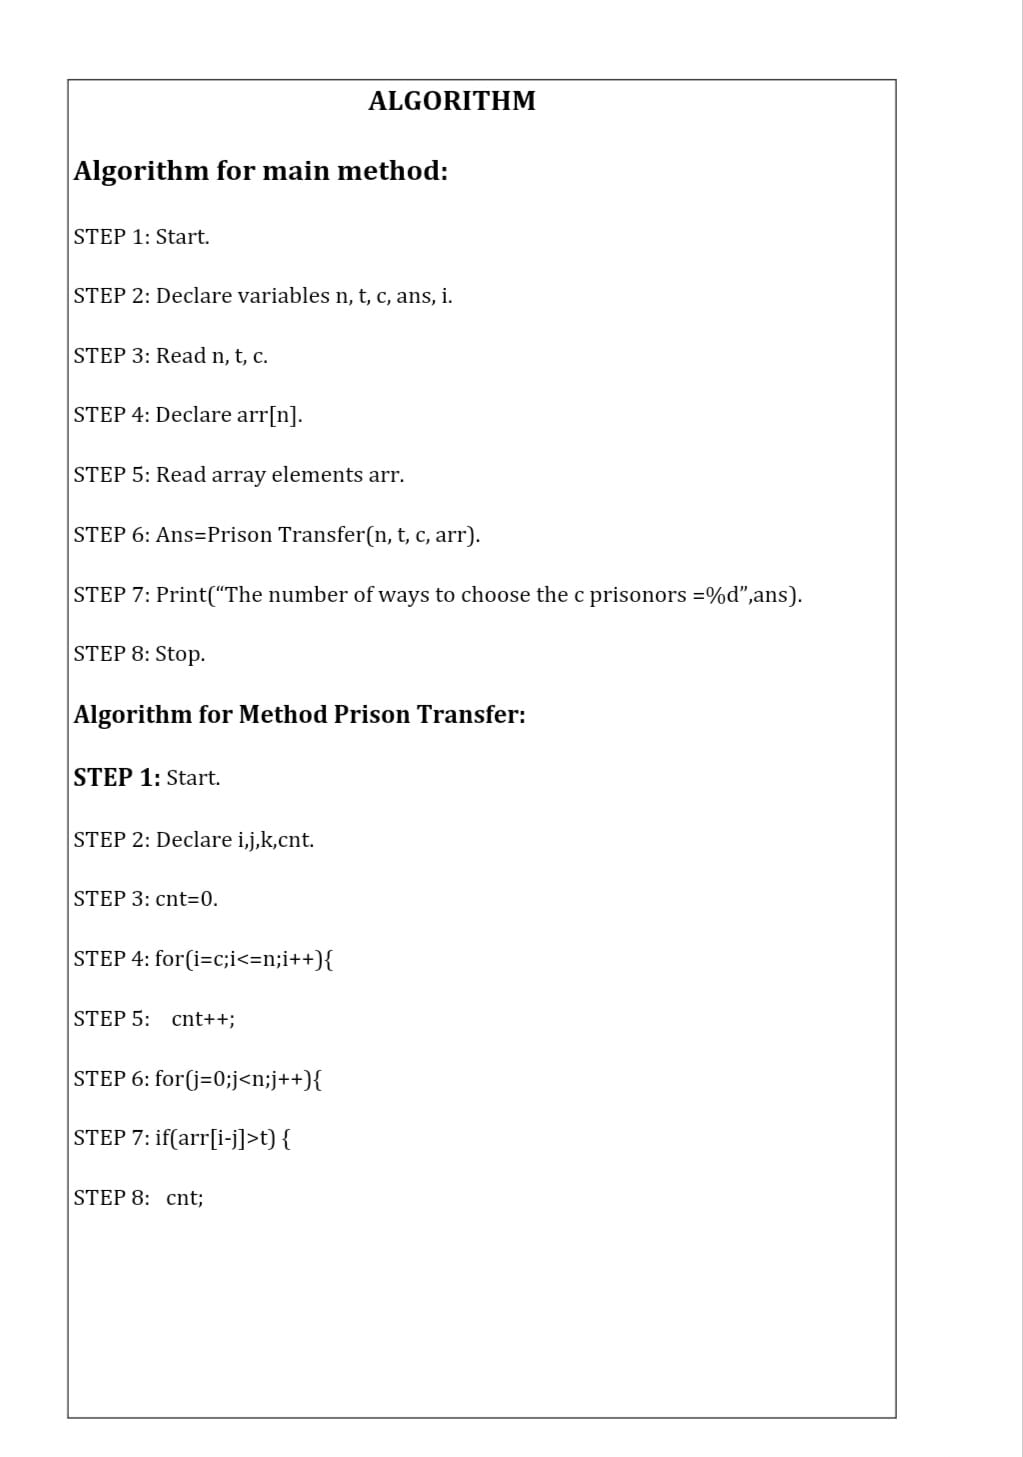 ALGORITHM
Algorithm for main method:
STEP 1: Start.
STEP 2: Declare variables n, t, c, ans, i.
STEP 3: Read n, t, c.
STEP 4: Declare arr[n].
STEP 5: Read array elements arr.
STEP 6: Ans=Prison Transfer(n, t, c, arr).
STEP 7: Print(“The number of ways to choose the c prisonors =%d”,ans).
STEP 8: Stop.
Algorithm for Method Prison Transfer:
STEP 1: Start.
STEP 2: Declare i,j,k,cnt.
STEP 3: cnt=0.
STEP 4: for(i=c;i<=n;i++){
STEP 5: cnt++;
STEP 6: for(j=0;j<n;j++){
STEP 7: if(arr[i-j]>t) {
STEP 8: cnt;